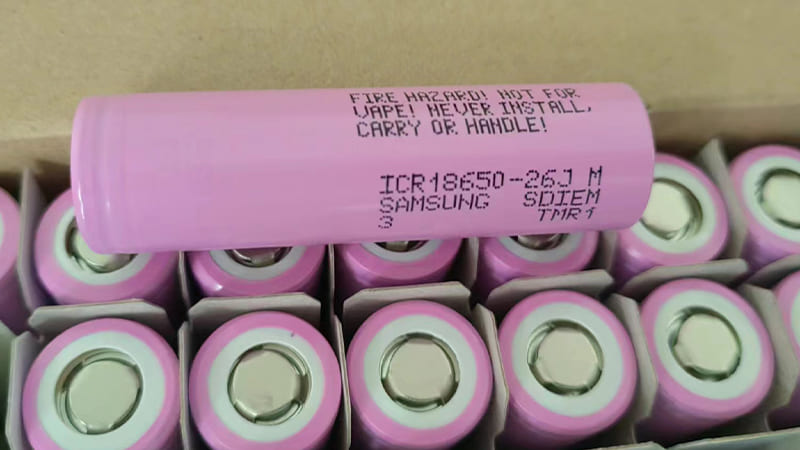 FIRE HAZARD! NOT FOR
VAPE! NEVER INSTALL,
CARRY OR HANDLE!
ICR18650-26J M
SAMSUNG SDIEM
3 TMR1